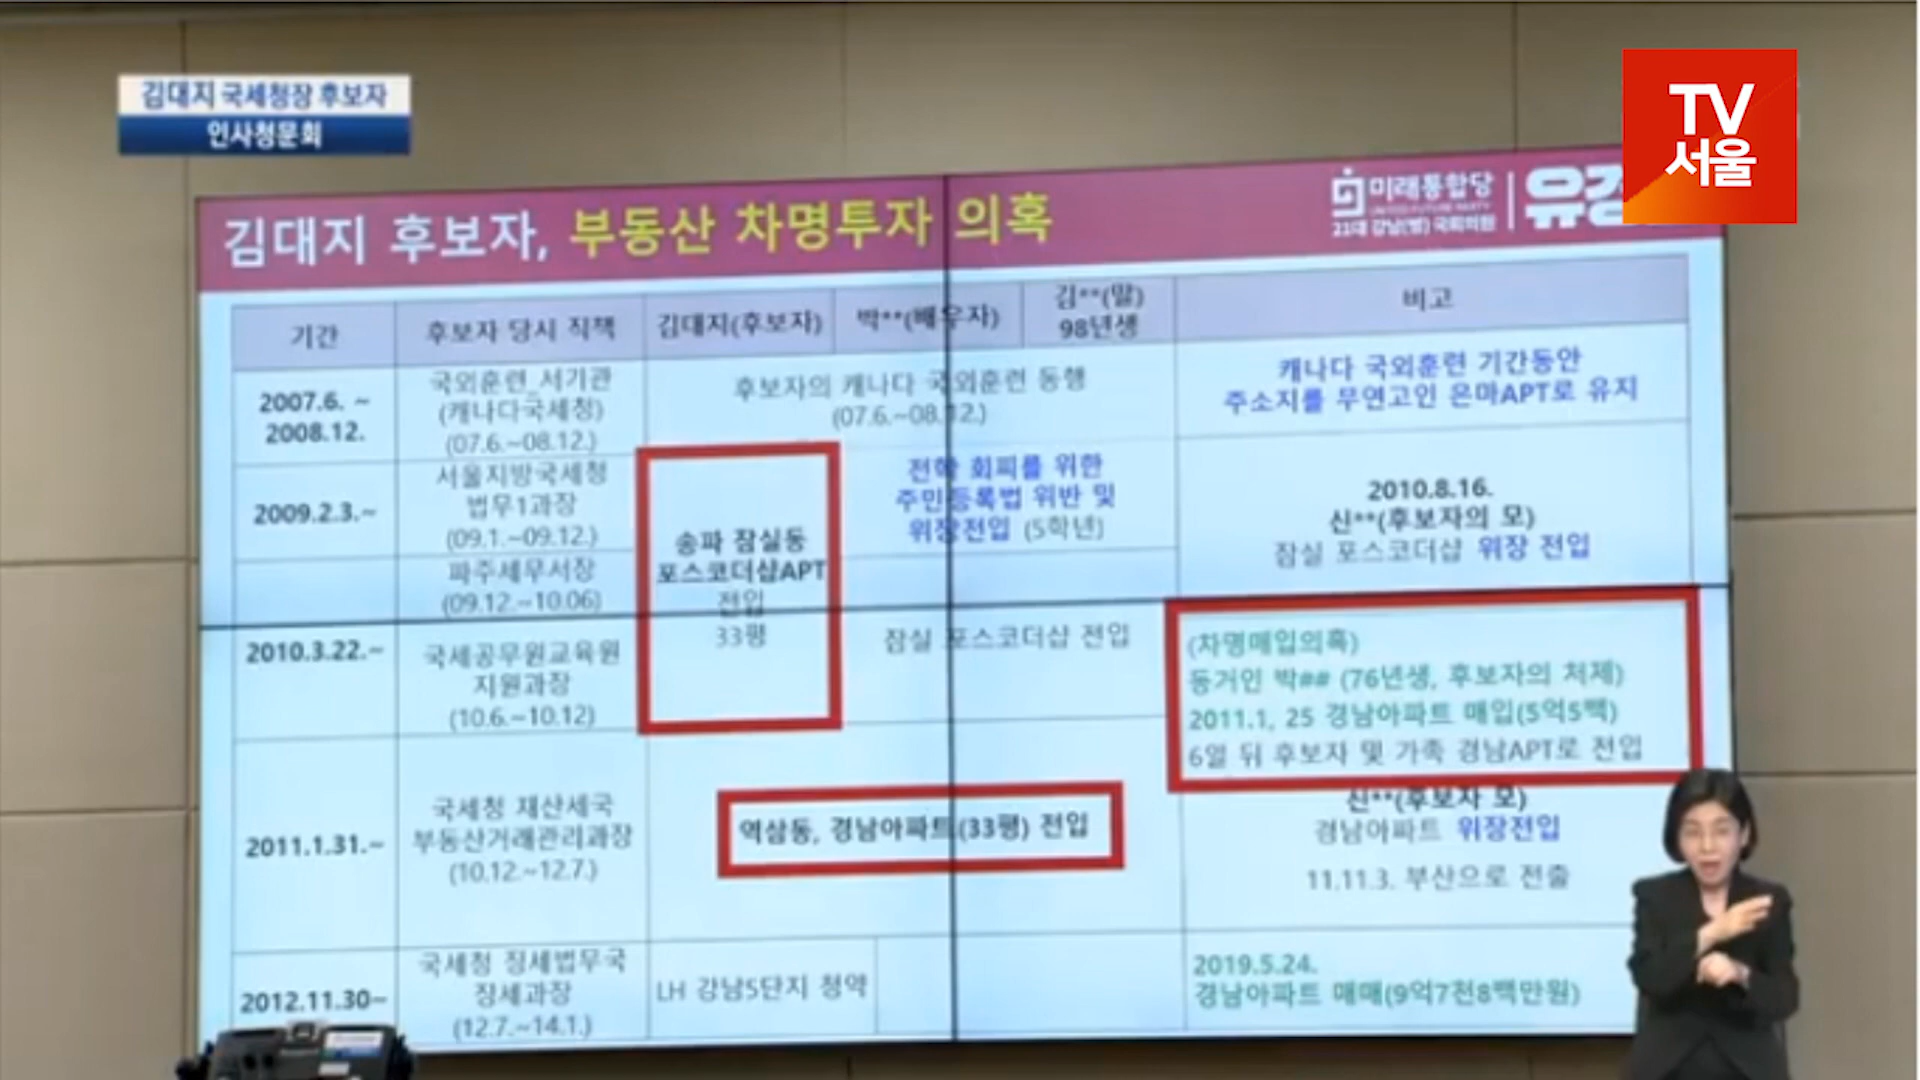 김대지 국세청장 후보자
인사청문회
TV
서울
김대지 후보자, 부동산 차명투자 의혹
미래통합당
UNITED FUTURE PARTY
21대 강남(병) 국회의원
유경
기간
후보자 당시 직책
김대지(후보자)
박**(배우자)
김**(딸)
98년생
비고
2007.6. ~
2008.12.
국외훈련_서기관
(캐나다국세청)
(07.6.~08.12.)
후보자의 캐나다 국외훈련 동행
(07.6.~08.12.)
캐나다 국외훈련 기간동안
주소지를 무연고인 은마APT로 유지
2009.2.3.~
서울지방국세청
법무1과장
(09.1.~09.12.)
파주세무서장
(09.12.~10.06)
송파 잠실동
포스코더샵APT
전입
33평
전학 회피를 위한
주민등록법 위반 및
위장전입 (5학년)
2010.8.16.
신**(후보자의 모)
잠실 포스코더샵 위장 전입
2010.3.22.~
국세공무원교육원
지원과장
(10.6.~10.12)
잠실 포스코더샵 전입
(차명매입의혹)
동거인 박## (76년생, 후보자의 처제)
2011.1, 25 경남아파트 매입(5억5백)
6일 뒤 후보자 및 가족 경남APT로 전입
2011.1.31.~
국세청 재산세국
부동산거래관리과장
(10.12.~12.7.)
역삼동, 경남아파트(33평) 전입
신**(후보자 모)
경남아파트 위장전입
11.11.3. 부산으로 전출
2012.11.30~
국세청 징세법무국
징세과장
(12.7.~14.1.)
LH 강남5단지 청약
2019.5.24.
경남아파트 매매(9억7천8백만원)